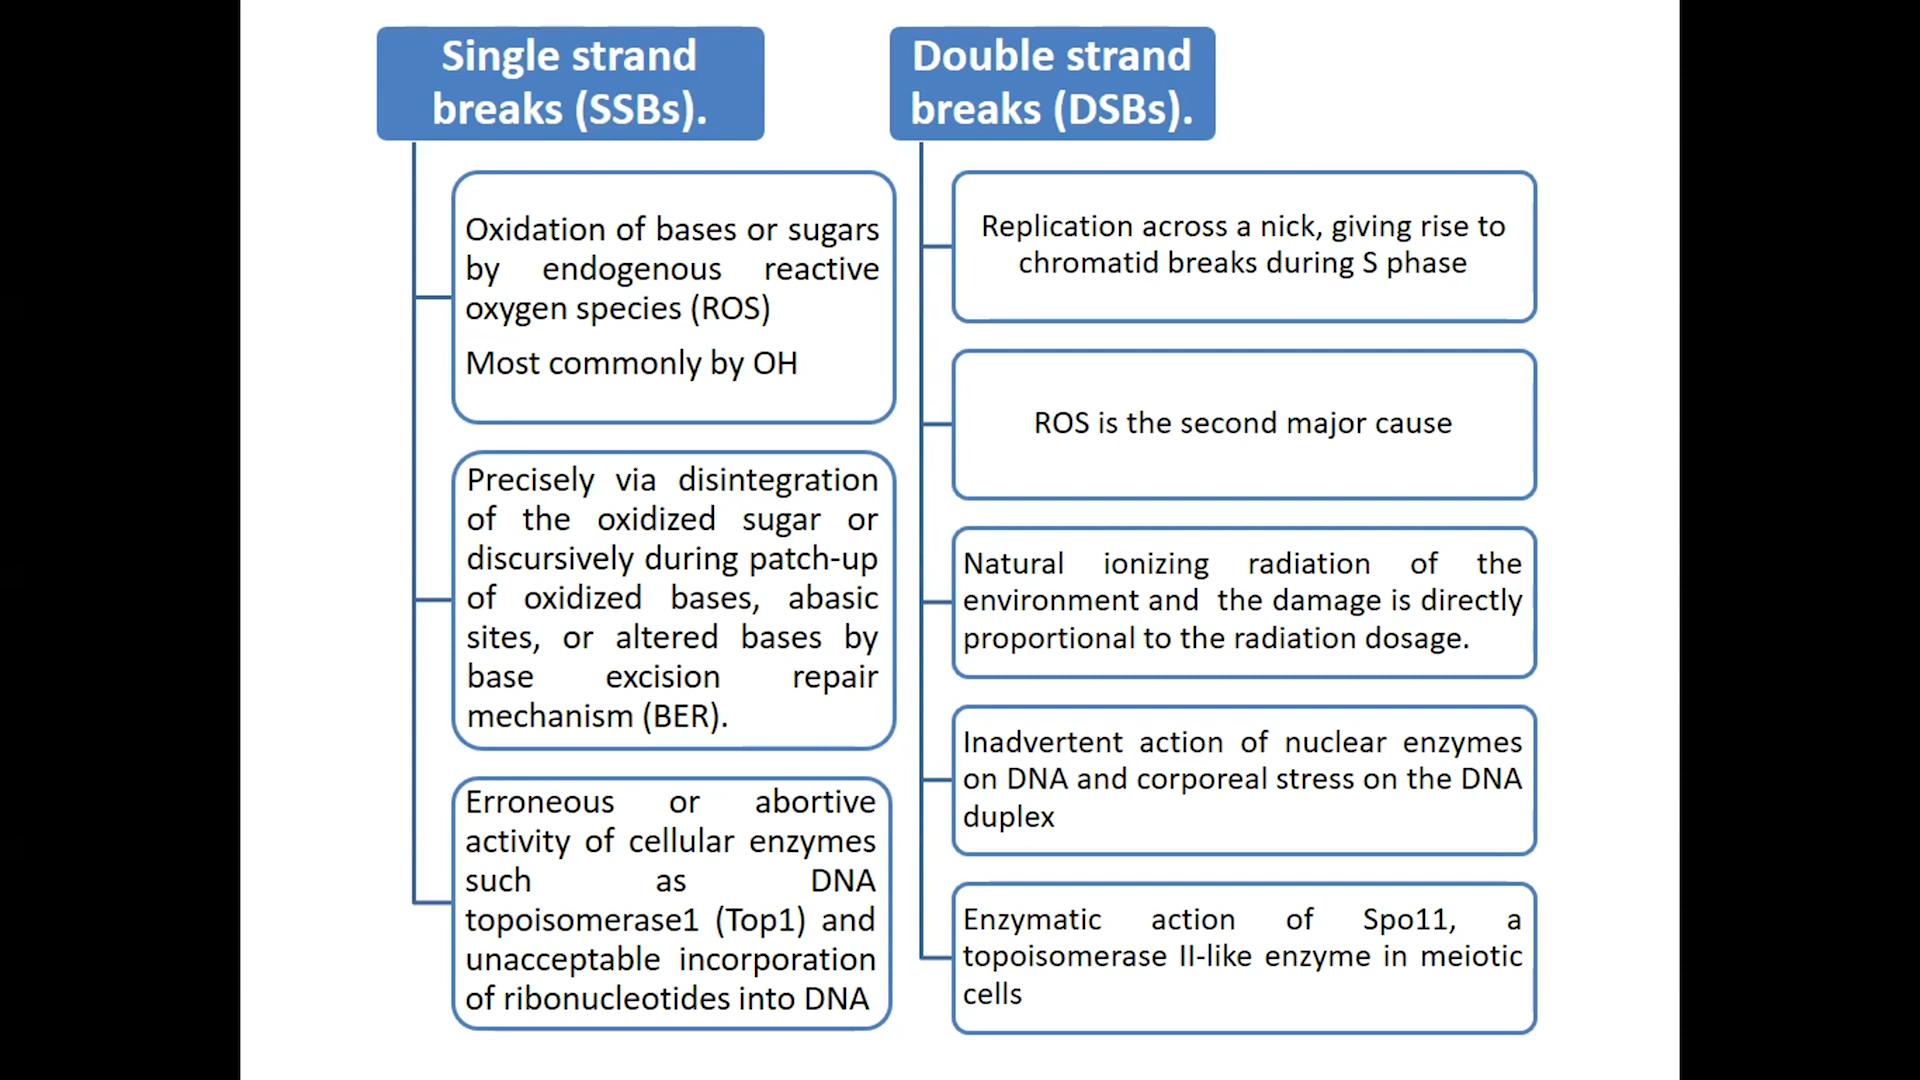 Single strand
breaks (SSBs).
Oxidation of bases or sugars
by endogenous reactive
oxygen species (ROS)
Most commonly by OH
Precisely via disintegration
of the oxidized sugar or
discursively during patch-up
of oxidized bases, abasic
sites, or altered bases by
base excision repair
mechanism (BER).
Erroneous or abortive
activity of cellular enzymes
such as DNA
topoisomerase1 (Top1) and
unacceptable incorporation
of ribonucleotides into DNA
Double strand
breaks (DSBs).
Replication across a nick, giving rise to
chromatid breaks during S phase
ROS is the second major cause
Natural ionizing radiation of the
environment and the damage is directly
proportional to the radiation dosage.
Inadvertent action of nuclear enzymes
on DNA and corporeal stress on the DNA
duplex
Enzymatic action of Spo11, a
topoisomerase II-like enzyme in meiotic
cells